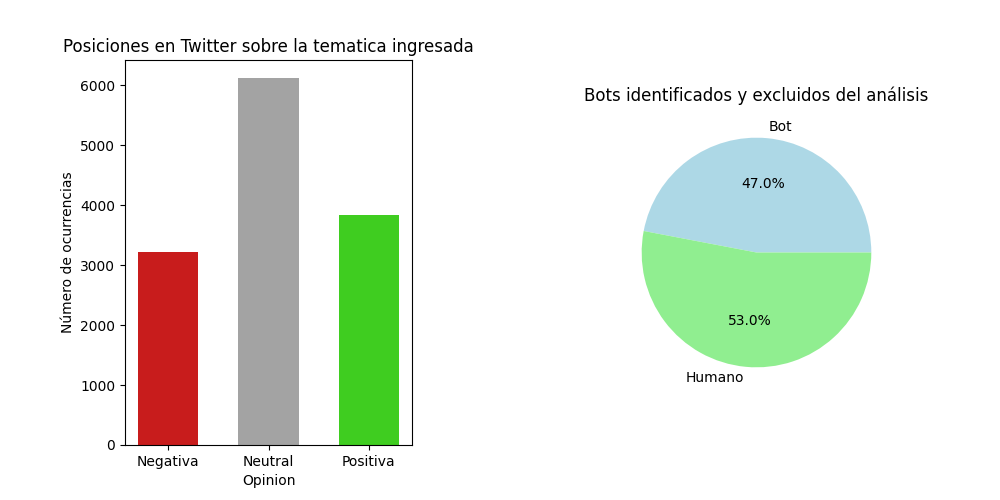 Posiciones en Twitter sobre la tematica ingresada
Número de ocurrencias
6000
5000
4000
3000
2000
1000
0
Negativa
Neutral
Positiva
Opinion
Bots identificados y excluidos del análisis
Bot
47.0%
53.0%
Humano